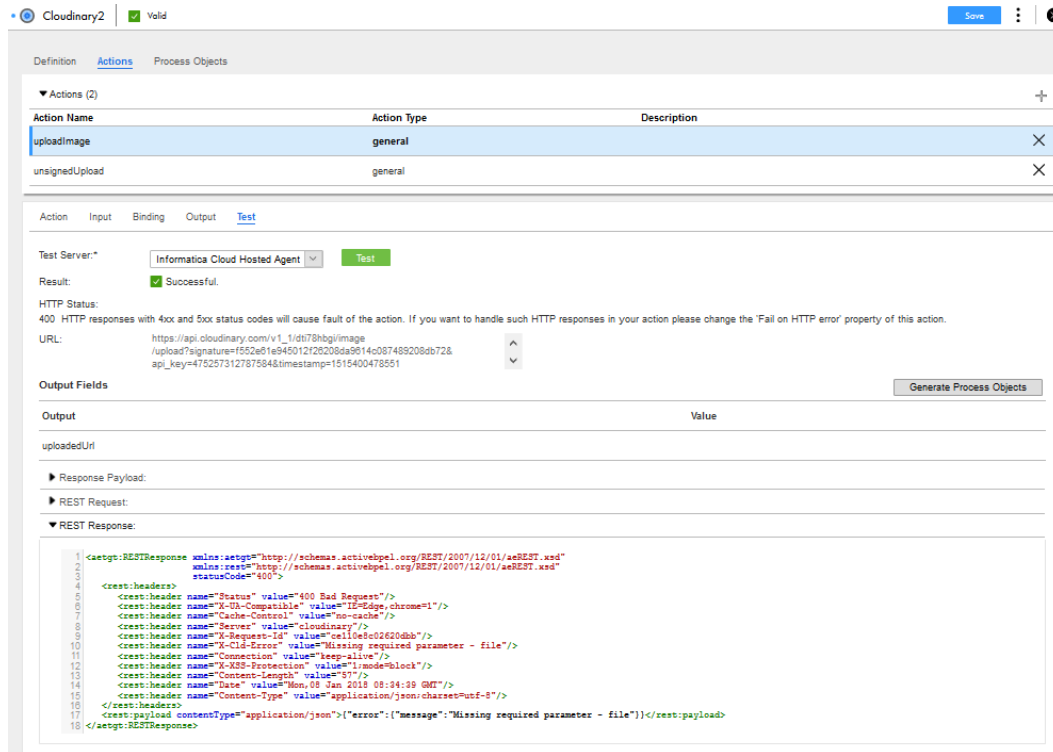 Cloudinary2 Valid Save
Definition Actions Process Objects
Actions (2)
Action Name Action Type Description
uploadImage general
unsignedUpload general
Action Input Binding Output Test
Test Server:* Informatica Cloud Hosted Agent Test
Result: Successful.
HTTP Status:
400 HTTP responses with 4xx and 5xx status codes will cause fault of the action. If you want to handle such HTTP responses in your action please change the 'Fail on HTTP error' property of this action.
URL: https://api.cloudinary.com/v1_1/dti78hbgi/image
/upload?signature=f552e61e945012f26208da9614c087489208db72&
api_key=475257312787584&timestamp=1515400478551
Output Fields Generate Process Objects
Output Value
uploadedUrl
Response Payload:
REST Request:
REST Response:
1 <aetgt:RESTResponse xmlns:aetgt="http://schemas.activebpel.org/REST/2007/12/01/aeREST.xsd"
2 xmlns:rest="http://schemas.activebpel.org/REST/2007/12/01/aeREST.xsd"
3 statusCode="400">
4 <rest:headers>
5 <rest:header name="Status" value="400 Bad Request"/>
6 <rest:header name="X-UA-Compatible" value="IE=Edge,chrome=1"/>
7 <rest:header name="Cache-Control" value="no-cache"/>
8 <rest:header name="Server" value="cloudinary"/>
9 <rest:header name="X-Request-Id" value="ce110e8c02620dbb"/>
10 <rest:header name="X-Cld-Error" value="Missing required parameter - file"/>
11 <rest:header name="Connection" value="keep-alive"/>
12 <rest:header name="X-XSS-Protection" value="1;mode=block"/>
13 <rest:header name="Content-Length" value="57"/>
14 <rest:header name="Date" value="Mon,08 Jan 2018 08:34:39 GMT"/>
15 <rest:header name="Content-Type" value="application/json;charset=utf-8"/>
16 </rest:headers>
17 <rest:payload contentType="application/json">{"error":{"message":"Missing required parameter - file"}}</rest:payload>
18 </aetgt:RESTResponse>